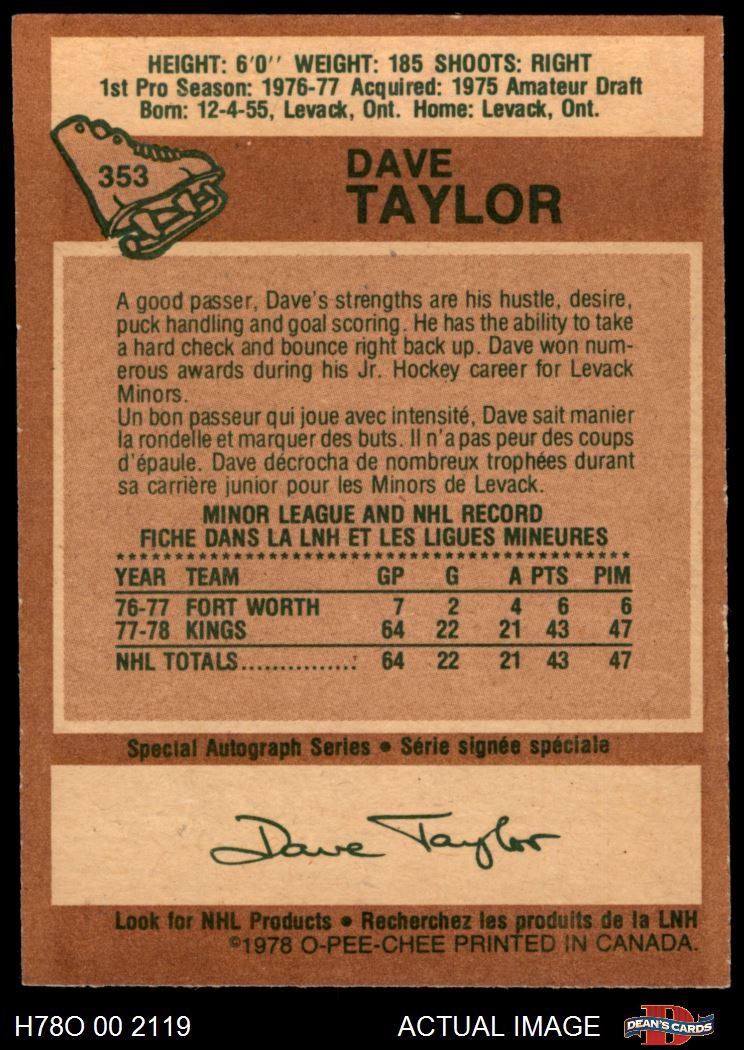 HEIGHT: 6'0'' WEIGHT: 185 SHOOTS: RIGHT
1st Pro Season: 1976-77 Acquired: 1975 Amateur Draft
Born: 12-4-55, Levack, Ont. Home: Levack, Ont.
353
DAVE
TAYLOR
A good passer, Dave's strengths are his hustle, desire,
puck handling and goal scoring. He has the ability to take
a hard check and bounce right back up. Dave won num-
erous awards during his Jr. Hockey career for Levack
Minors.
Un bon passeur qui joue avec intensité, Dave sait manier
la rondelle et marquer des buts. Il n'a pas peur des coups
d'épaule. Dave décrocha de nombreux trophées durant
sa carrière junior pour les Minors de Levack.
MINOR LEAGUE AND NHL RECORD
FICHE DANS LA LNH ET LES LIGUES MINEURES
YEAR TEAM GP G A PTS PIM
76-77 FORT WORTH 7 2 4 6 6
77-78 KINGS 64 22 21 43 47
NHL TOTALS..............: 64 22 21 43 47
Special Autograph Series • Série signée spéciale
Dave Taylor
Look for NHL Products • Recherchez les produits de la LNH
©1978 O-PEE-CHEE PRINTED IN CANADA.
H78O 00 2119 ACTUAL IMAGE
D
DEAN'S CARDS